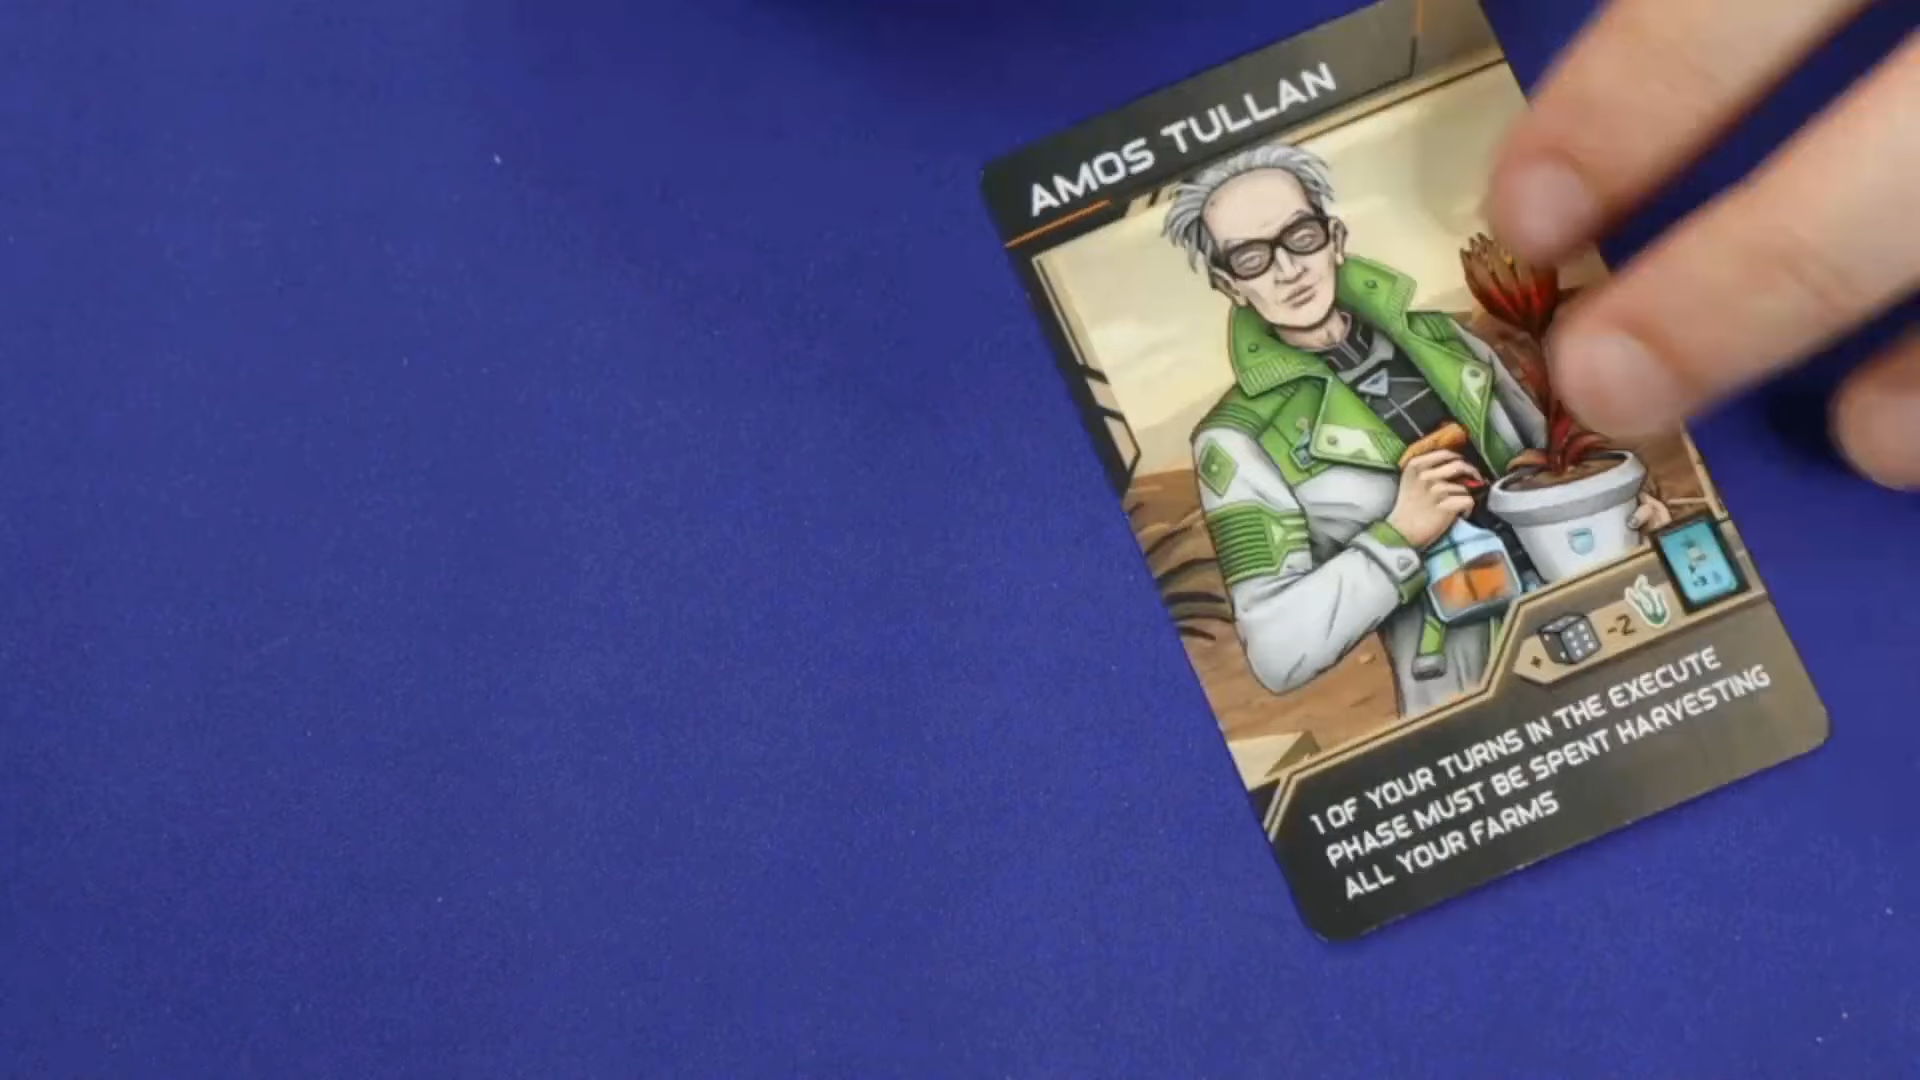 AMOS TULLAN
-2
1 OF YOUR TURNS IN THE EXECUTE
PHASE MUST BE SPENT HARVESTING
ALL YOUR FARMS